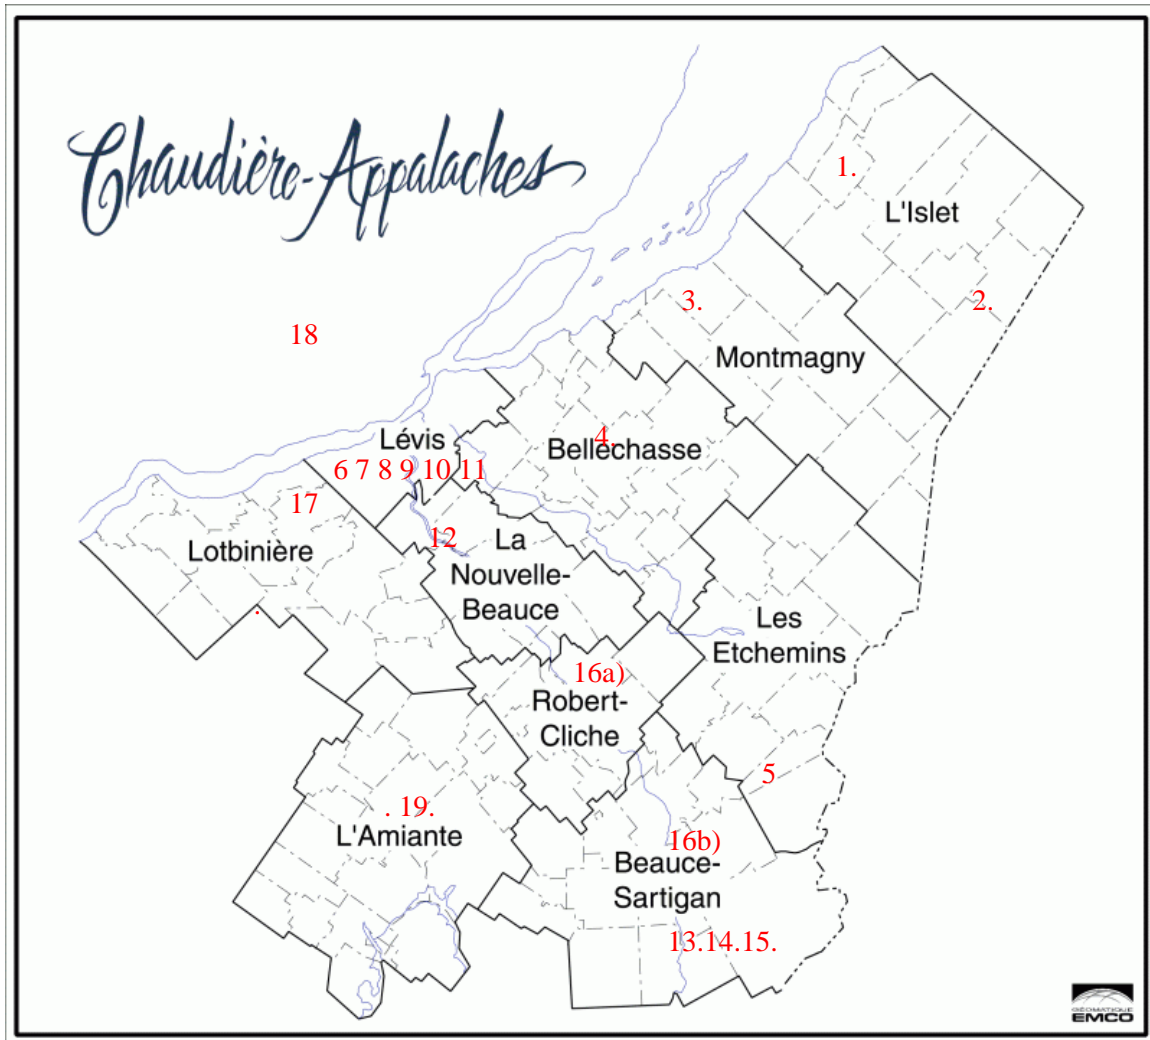 Chaudière-Appalaches
1.
L'Islet
2.
3.
18
Montmagny
Lévis
4.
Bellechasse
6 7 8 9 10 11
17
12
Lotbinière
La
Nouvelle-
Beauce
Les
Etchemins
16a)
Robert-
Cliche
5
. 19.
L'Amiante
16b)
Beauce-
Sartigan
13.14.15.
GÉOMATIQUE
EMCO